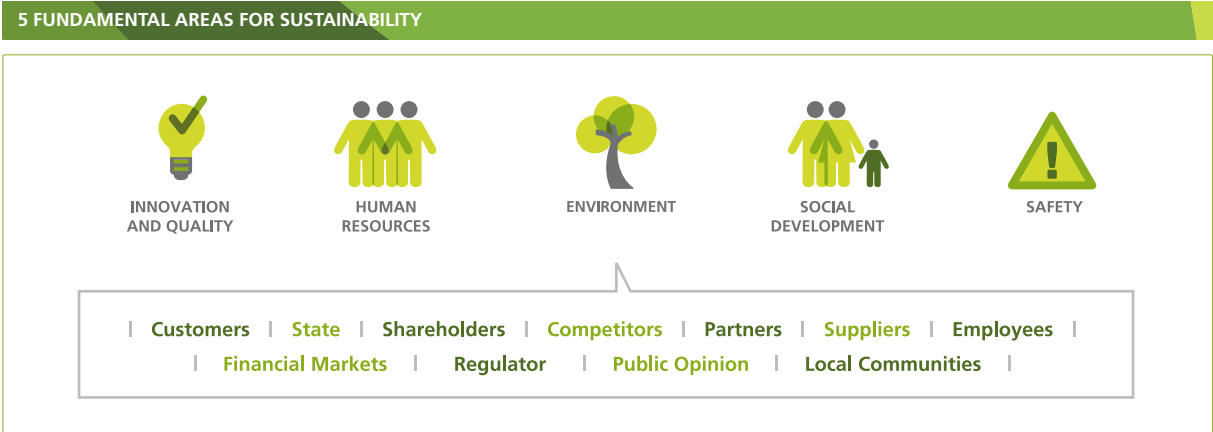 5 FUNDAMENTAL AREAS FOR SUSTAINABILITY
INNOVATION
AND QUALITY
HUMAN
RESOURCES
ENVIRONMENT
SOCIAL
DEVELOPMENT
SAFETY
| Customers | State | Shareholders | Competitors | Partners | Suppliers | Employees |
| Financial Markets | Regulator | Public Opinion | Local Communities |